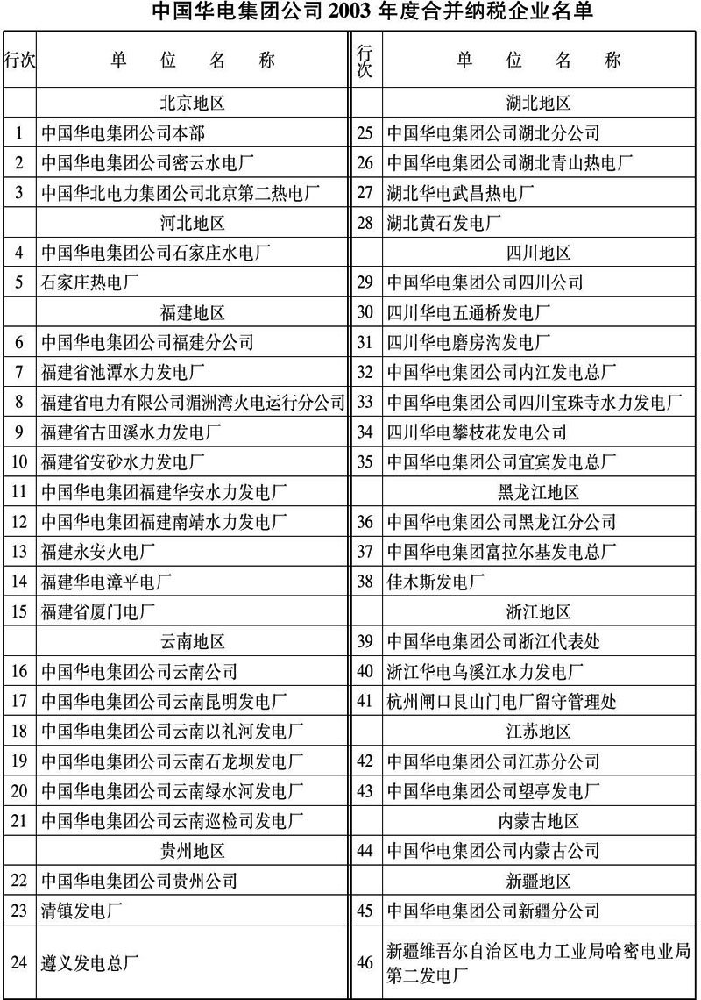 中国华电集团公司 2003 年度合并纳税企业名单
行次 单位名称
北京地区
1 中国华电集团公司本部
2 中国华电集团公司密云水电厂
3 中国华北电力集团公司北京第二热电厂
河北地区
4 中国华电集团公司石家庄水电厂
5 石家庄热电厂
福建地区
6 中国华电集团公司福建分公司
7 福建省池潭水力发电厂
8 福建省电力有限公司湄洲湾火电运行分公司
9 福建省古田溪水力发电厂
10 福建省安砂水力发电厂
11 中国华电集团福建华安水力发电厂
12 中国华电集团福建南靖水力发电厂
13 福建永安火电厂
14 福建华电漳平电厂
15 福建省厦门电厂
云南地区
16 中国华电集团公司云南公司
17 中国华电集团公司云南昆明发电厂
18 中国华电集团公司云南以礼河发电厂
19 中国华电集团公司云南石龙坝发电厂
20 中国华电集团公司云南绿水河发电厂
21 中国华电集团公司云南巡检司发电厂
贵州地区
22 中国华电集团公司贵州公司
23 清镇发电厂
24 遵义发电总厂
行次 单位名称
湖北地区
25 中国华电集团公司湖北分公司
26 中国华电集团公司湖北青山热电厂
27 湖北华电武昌热电厂
28 湖北黄石发电厂
四川地区
29 中国华电集团公司四川公司
30 四川华电五通桥发电厂
31 四川华电磨房沟发电厂
32 中国华电集团公司内江发电总厂
33 中国华电集团公司四川宝珠寺水力发电厂
34 四川华电攀枝花发电公司
35 中国华电集团公司宜宾发电总厂
黑龙江地区
36 中国华电集团公司黑龙江分公司
37 中国华电集团富拉尔基发电总厂
38 佳木斯发电厂
浙江地区
39 中国华电集团公司浙江代表处
40 浙江华电乌溪江水力发电厂
41 杭州闸口艮山门电厂留守管理处
江苏地区
42 中国华电集团公司江苏分公司
43 中国华电集团公司望亭发电厂
内蒙古地区
44 中国华电集团公司内蒙古公司
新疆地区
45 中国华电集团公司新疆分公司
46 新疆维吾尔自治区电力工业局哈密电业局
第二发电厂